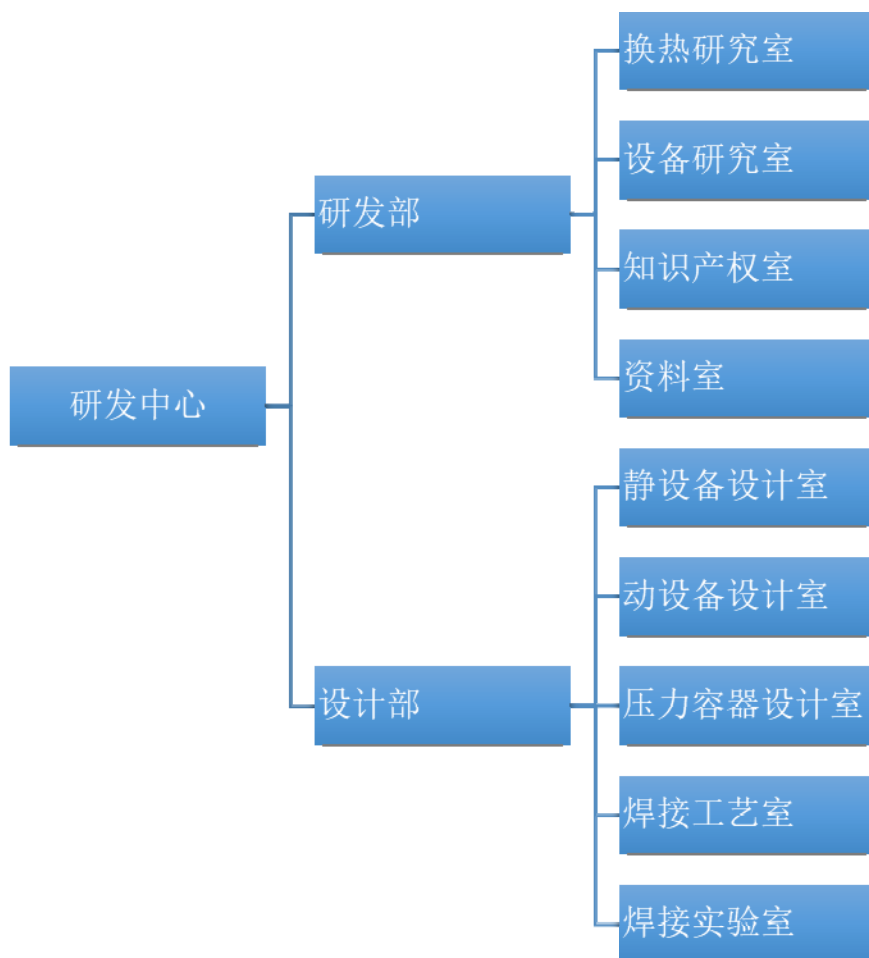 研发中心
研发部
换热研究室
设备研究室
知识产权室
资料室
设计部
静设备设计室
动设备设计室
压力容器设计室
焊接工艺室
焊接实验室